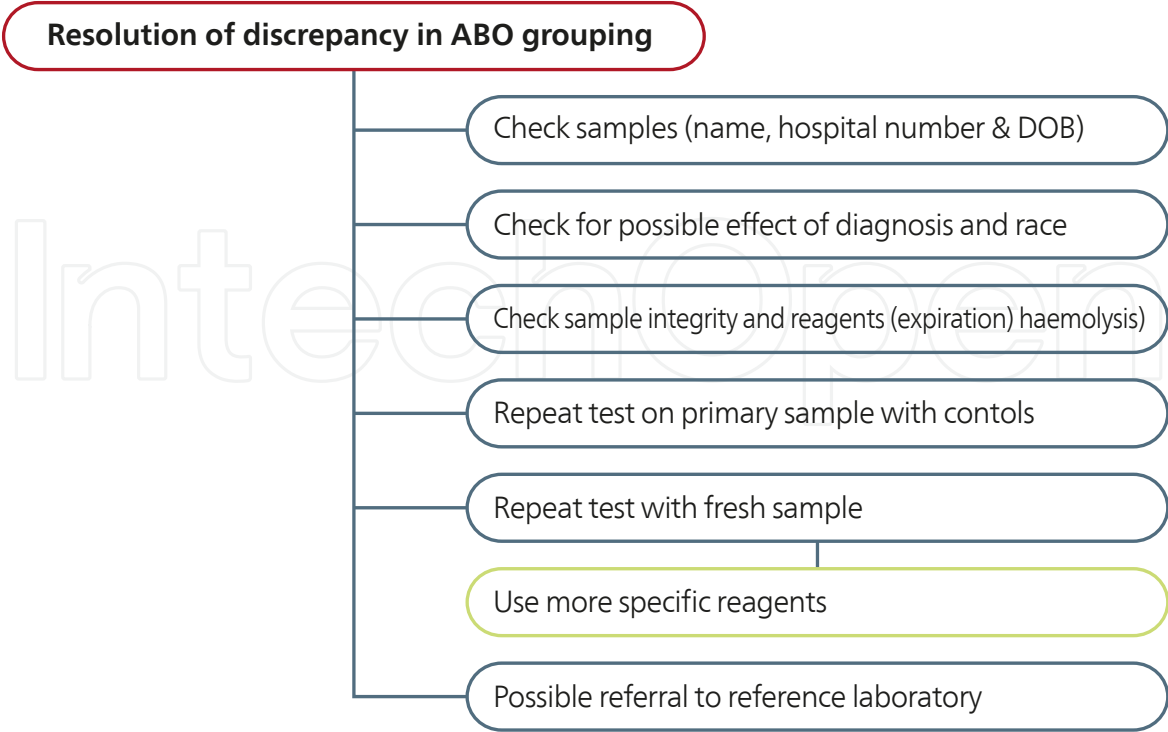 Resolution of discrepancy in ABO grouping
Check samples (name, hospital number & DOB)
Check for possible effect of diagnosis and race
Check sample integrity and reagents (expiration) haemolysis)
Repeat test on primary sample with contols
Repeat test with fresh sample
IntechOpen
Use more specific reagents
Possible referral to reference laboratory